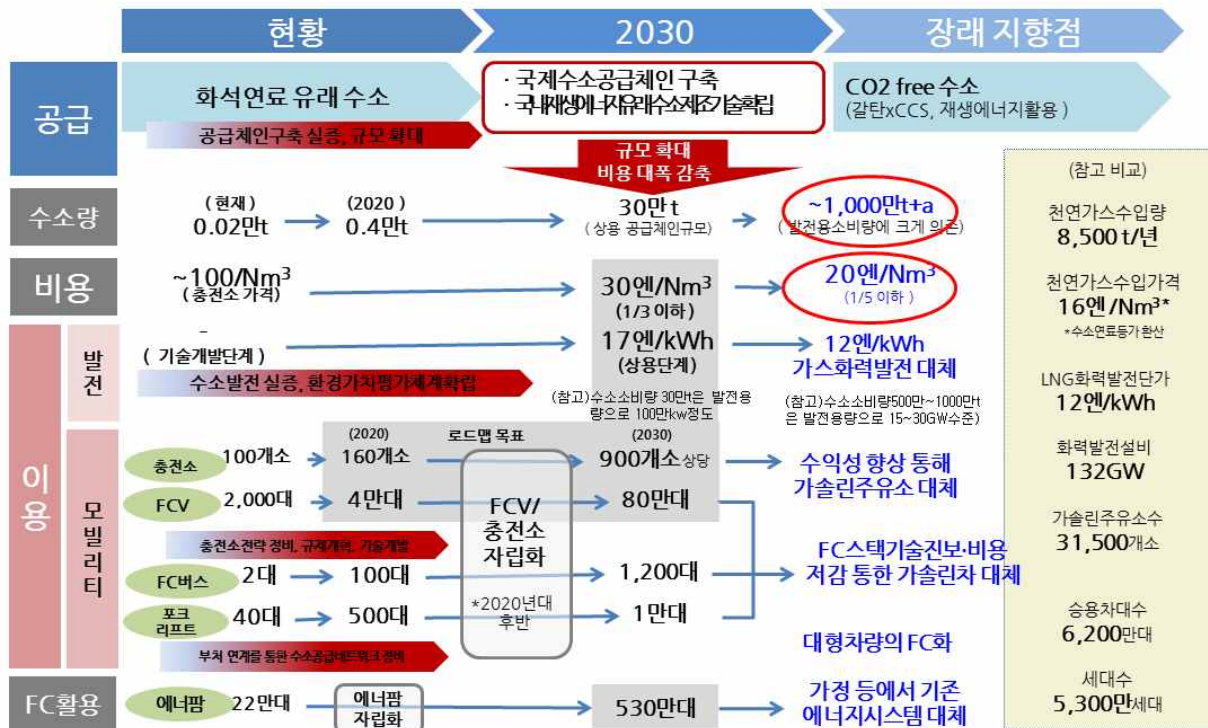 현황
2030
장래 지향점
공급
화석연료 유래 수소
공급체인구축 실증, 규모 확대
· 국제수소공급체인 구축
· 국내재생에너지유래수소제조기술확립
CO2 free 수소
(갈탄xCCS, 재생에너지활용 )
규모 확대
비용 대폭 감축
수소량
(현재)
0.02만t
(2020 )
0.4만t
30만 t
( 상용 공급체인규모)
~1,000만t+a
( 발전용소비량에 크게 의존)
비용
~100/Nm³
(충전소 가격)
30엔/Nm³
(1/3 이하)
20엔/Nm³
(1/5 이하 )
이용
발전
-
( 기술개발단계)
17엔/kWh
(상용단계)
12엔/kWh
가스화력발전 대체
수소발전 실증, 환경가치평가체계확립
(참고)수소소비량 30만t은 발전용
량으로 100만kw정도
(참고)수소소비량500만~1000만t
은 발전용량으로 15~30GW수준)
모빌리티
(2020)
로드맵 목표
(2030)
충전소
100개소
160개소
900개소상당
수익성 향상 통해
가솔린주유소 대체
FCV
2,000대
4만대
80만대
FCV/
충전소
자립화
*2020년대
후반
충전소전략 정비, 규제개혁, 기술개발
FC버스
2대
100대
1,200대
FC스택기술진보·비용
저감 통한 가솔린차 대체
포크
리프트
40대
500대
1만대
대형차량의 FC화
부처 연계를 통한 수소공급네트워크 정비
FC활용
에너팜
22만대
에너팜
자립화
530만대
가정 등에서 기존
에너지시스템 대체
(참고 비교)
천연가스수입량
8,500 t/년
천연가스수입가격
16엔/Nm³*
*수소연료등가 환산
LNG화력발전단가
12엔/kWh
화력발전설비
132GW
가솔린주유소수
31,500개소
승용차대수
6,200만대
세대수
5,300만세대